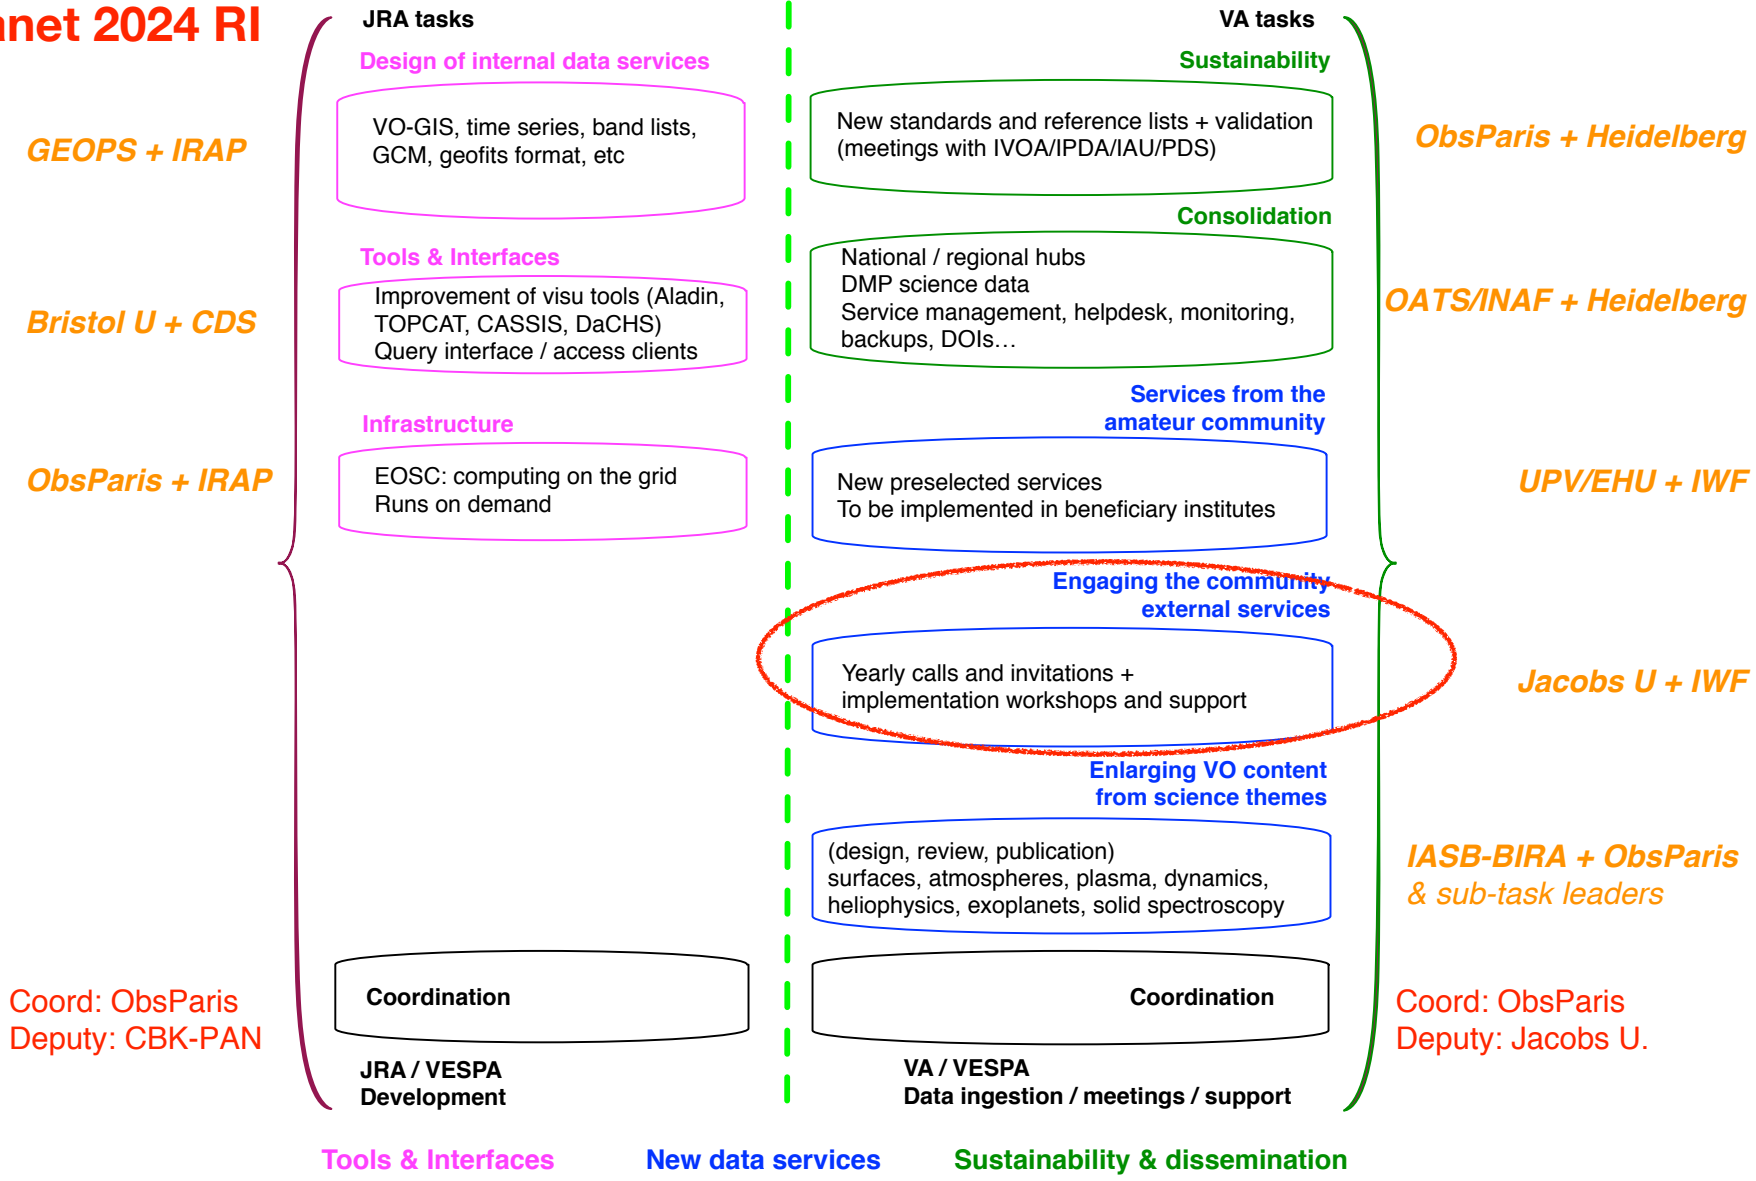 anet 2024 RI
JRA tasks
Design of internal data services
GEOPS + IRAP
VO-GIS, time series, band lists,
GCM, geofits format, etc
Tools & Interfaces
Bristol U + CDS
Improvement of visu tools (Aladin,
TOPCAT, CASSIS, DaCHS)
Query interface / access clients
Infrastructure
ObsParis + IRAP
EOSC: computing on the grid
Runs on demand
Coord: ObsParis
Deputy: CBK-PAN
Coordination
JRA / VESPA
Development
VA tasks
Sustainability
New standards and reference lists + validation
(meetings with IVOA/IPDA/IAU/PDS)
ObsParis + Heidelberg
Consolidation
National / regional hubs
DMP science data
Service management, helpdesk, monitoring,
backups, DOIs…
OATS/INAF + Heidelberg
Services from the
amateur community
New preselected services
To be implemented in beneficiary institutes
UPV/EHU + IWF
Engaging the community
external services
Yearly calls and invitations +
implementation workshops and support
Jacobs U + IWF
Enlarging VO content
from science themes
(design, review, publication)
surfaces, atmospheres, plasma, dynamics,
heliophysics, exoplanets, solid spectroscopy
IASB-BIRA + ObsParis
& sub-task leaders
Coordination
Coord: ObsParis
Deputy: Jacobs U.
VA / VESPA
Data ingestion / meetings / support
Tools & Interfaces
New data services
Sustainability & dissemination